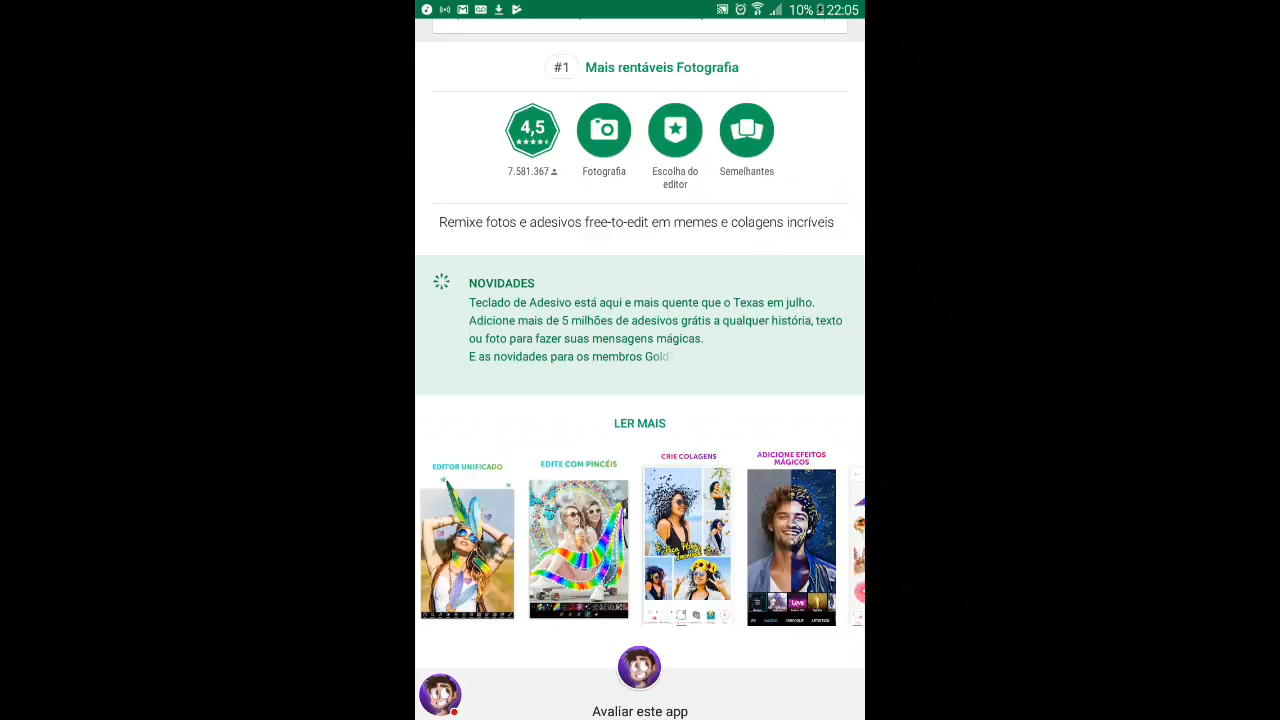 10% 22:05
#1 Mais rentáveis Fotografia
4,5
7.581.367
Fotografia
Escolha do
editor
Semelhantes
Remixe fotos e adesivos free-to-edit em memes e colagens incríveis
NOVIDADES
Teclado de Adesivo está aqui e mais quente que o Texas em julho.
Adicione mais de 5 milhões de adesivos grátis a qualquer história, texto
ou foto para fazer suas mensagens mágicas.
E as novidades para os membros Gold
LER MAIS
EDITOR UNIFICADO
EDITE COM PINCÉIS
CRIE COLAGENS
ADICIONE EFEITOS
MÁGICOS
Avaliar este app